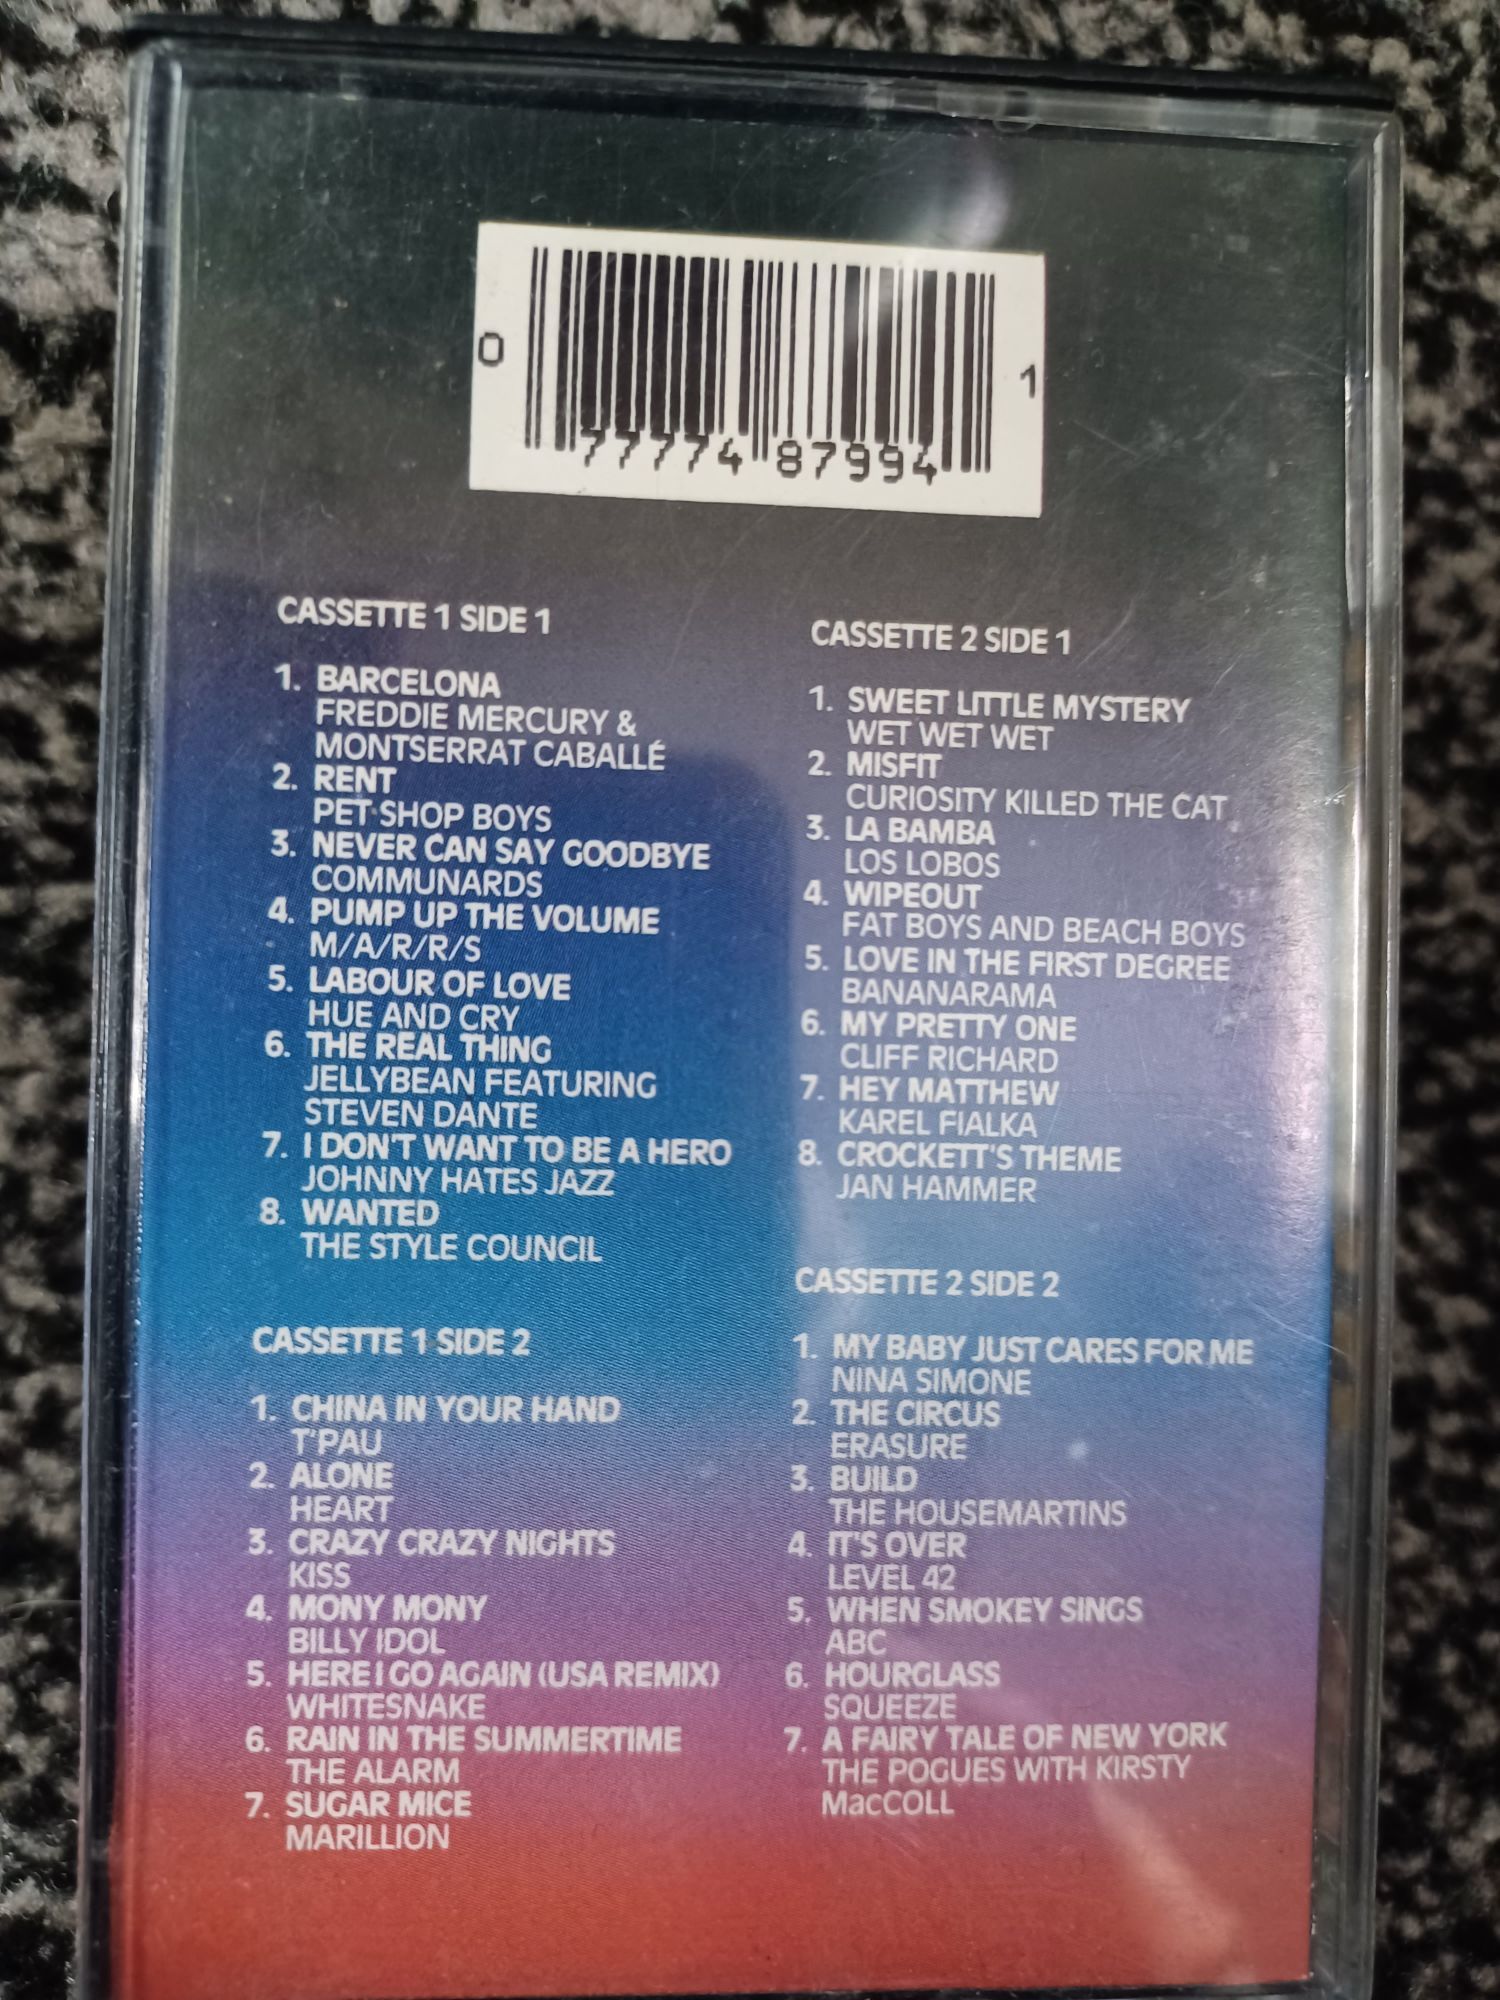 0
1
77774 87994
CASSETTE 1 SIDE 1
1. BARCELONA
FREDDIE MERCURY &
MONTSERRAT CABALLÉ
2. RENT
PET SHOP BOYS
3. NEVER CAN SAY GOODBYE
COMMUNARDS
4. PUMP UP THE VOLUME
M/A/R/R/S
5. LABOUR OF LOVE
HUE AND CRY
6. THE REAL THING
JELLYBEAN FEATURING
STEVEN DANTE
7. I DON'T WANT TO BE A HERO
JOHNNY HATES JAZZ
8. WANTED
THE STYLE COUNCIL
CASSETTE 1 SIDE 2
1. CHINA IN YOUR HAND
T'PAU
2. ALONE
HEART
3. CRAZY CRAZY NIGHTS
KISS
4. MONY MONY
BILLY IDOL
5. HERE I GO AGAIN (USA REMIX)
WHITESNAKE
6. RAIN IN THE SUMMERTIME
THE ALARM
7. SUGAR MICE
MARILLION
CASSETTE 2 SIDE 1
1. SWEET LITTLE MYSTERY
WET WET WET
2. MISFIT
CURIOSITY KILLED THE CAT
3. LA BAMBA
LOS LOBOS
4. WIPEOUT
FAT BOYS AND BEACH BOYS
5. LOVE IN THE FIRST DEGREE
BANANARAMA
6. MY PRETTY ONE
CLIFF RICHARD
7. HEY MATTHEW
KAREL FIALKA
8. CROCKETT'S THEME
JAN HAMMER
CASSETTE 2 SIDE 2
1. MY BABY JUST CARES FOR ME
NINA SIMONE
2. THE CIRCUS
ERASURE
3. BUILD
THE HOUSEMARTINS
4. IT'S OVER
LEVEL 42
5. WHEN SMOKEY SINGS
ABC
6. HOURGLASS
SQUEEZE
7. A FAIRY TALE OF NEW YORK
THE POGUES WITH KIRSTY
MacCOLL